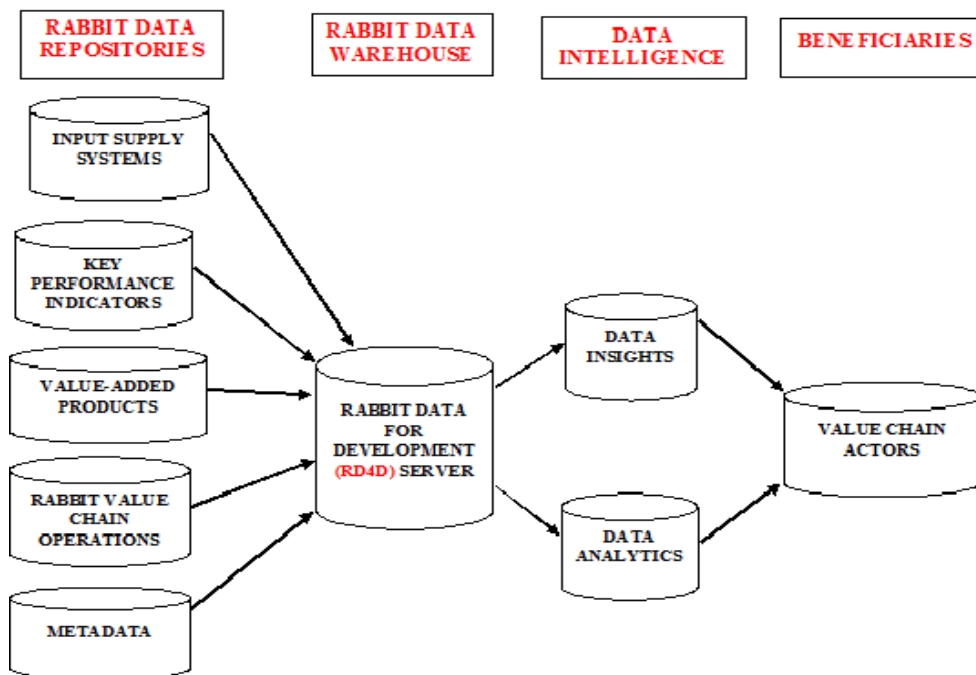 RABBIT DATA
REPOSITORIES
RABBIT DATA
WAREHOUSE
DATA
INTELLIGENCE
BENEFICIARIES
INPUT SUPPLY
SYSTEMS
KEY
PERFORMANCE
INDICATORS
VALUE-ADDED
PRODUCTS
RABBIT VALUE
CHAIN
OPERATIONS
METADATA
RABBIT DATA
FOR
DEVELOPMENT
(RD4D) SERVER
DATA
INSIGHTS
DATA
ANALYTICS
VALUE CHAIN
ACTORS